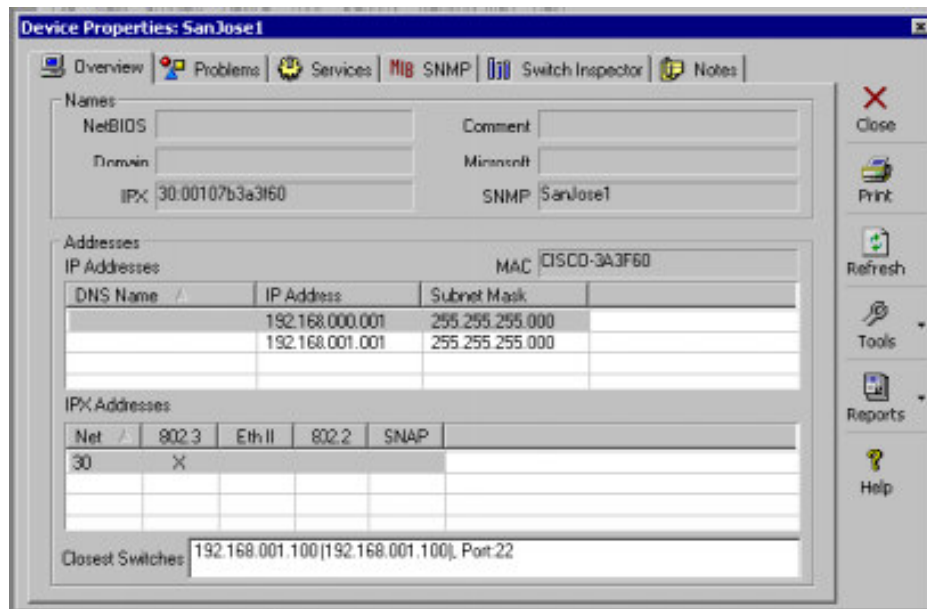 Device Properties: SanJose1
Overview Problems Services MIB SNMP Switch Inspector Notes
Names
NetBIOS Comment
Domain Microsoft
IPX 30:00107b3a3f60 SNMP SanJose1
Addresses
IP Addresses MAC CISCO-3A3F60
DNS Name IP Address Subnet Mask
192.168.000.001 255.255.255.000
192.168.001.001 255.255.255.000
IPX Addresses
Net 802.3 Eth II 802.2 SNAP
30 X
Closest Switches 192.168.001.100(192.168.001.100), Port:22
Close
Print
Refresh
Tools
Reports
Help